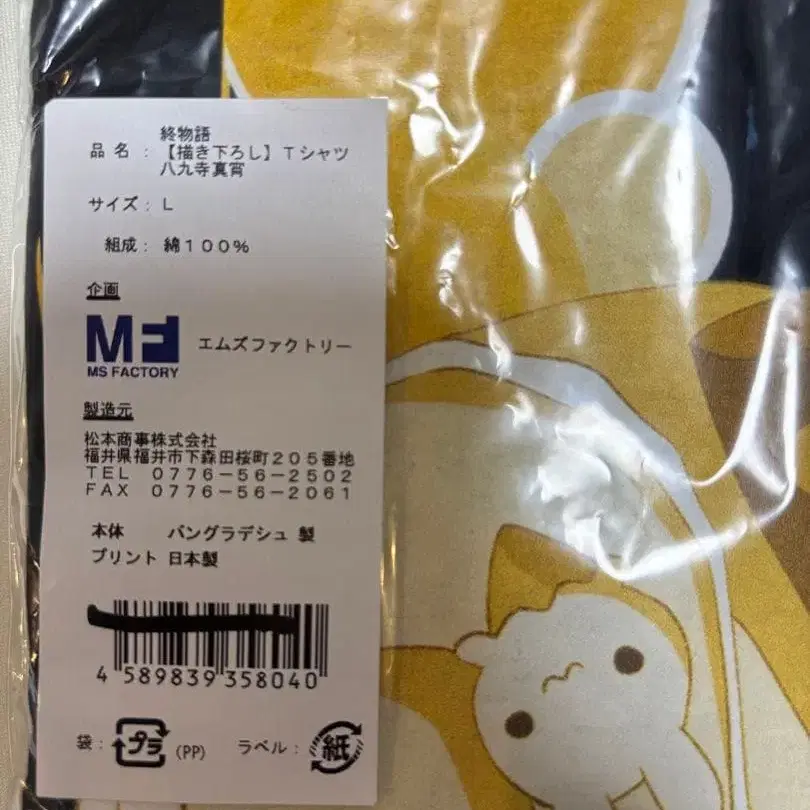 終物語
品 名 : 【描き下ろし】Tシャツ
八九寺真宵
サイズ: L
組成: 綿100%
企画
MF エムズファクトリー
MS FACTORY
製造元
松本商事株式会社
福井県福井市下森田桜町205番地
TEL 0776-56-2502
FAX 0776-56-2061
本体 バングラデシュ 製
プリント 日本製
4 589839 358040
袋: プラ (PP) ラベル: 紙